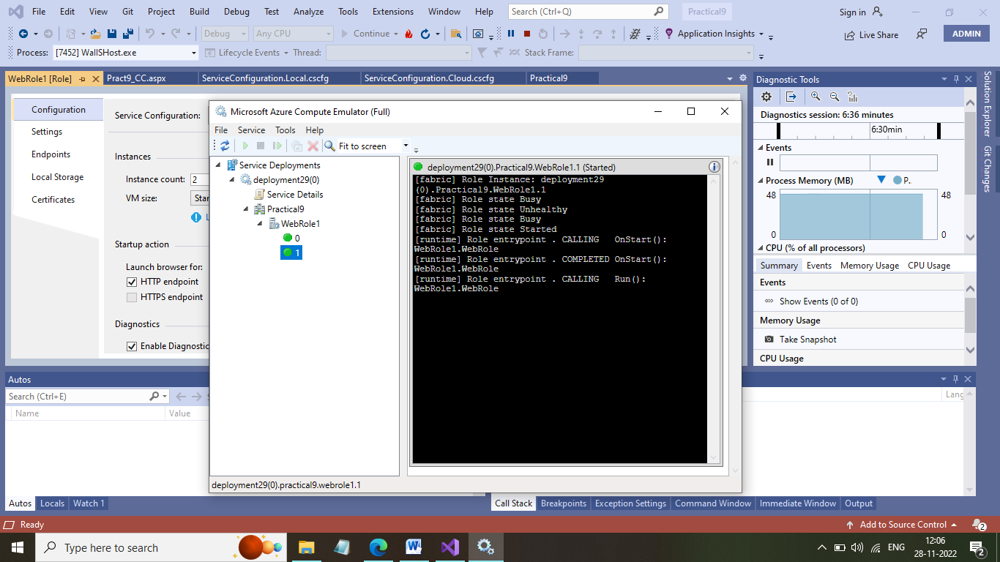 File Edit View Git Project Build Debug Test Analyze Tools Extensions Window Help Search (Ctrl+Q) Practical9 Sign in
Debug Any CPU Continue Application Insights Live Share ADMIN
Process: [7452] WaIISHost.exe Lifecycle Events Thread: Stack Frame:
WebRole1 [Role] Pract9_CC.aspx ServiceConfiguration.Local.cscfg ServiceConfiguration.Cloud.cscfg Practical9
Configuration
Settings
Endpoints
Local Storage
Certificates
Service Configuration:
Instances
Instance count: 2
VM size:
Startup action
Launch browser for:
HTTP endpoint
HTTPS endpoint
Diagnostics
Enable Diagnostic
Microsoft Azure Compute Emulator (Full)
File Service Tools Help
Fit to screen
Service Deployments
deployment29(0)
Service Details
Practical9
WebRole1
0
1
deployment29(0).Practical9.WebRole1.1 (Started)
[fabric] Role Instance: deployment29
(0).Practical9.WebRole1.1
[fabric] Role state Busy
[fabric] Role state Unhealthy
[fabric] Role state Busy
[fabric] Role state Started
[runtime] Role entrypoint . CALLING   OnStart():
WebRole1.WebRole
[runtime] Role entrypoint . COMPLETED OnStart():
WebRole1.WebRole
[runtime] Role entrypoint . CALLING   Run():
WebRole1.WebRole
deployment29(0).practical9.webrole1.1
Diagnostic Tools
Diagnostics session: 6:36 minutes
6:30min
Events
Process Memory (MB) P..
48 48
0 0
CPU (% of all processors)
Summary Events Memory Usage CPU Usage
Events
Show Events (0 of 0)
Memory Usage
Take Snapshot
CPU Usage
Solution Explorer
Git Changes
Autos
Search (Ctrl+E)
Name Value
Lang
Autos Locals Watch 1
Call Stack Breakpoints Exception Settings Command Window Immediate Window Output
Ready Add to Source Control 2
Type here to search ENG 12:06
28-11-2022 2